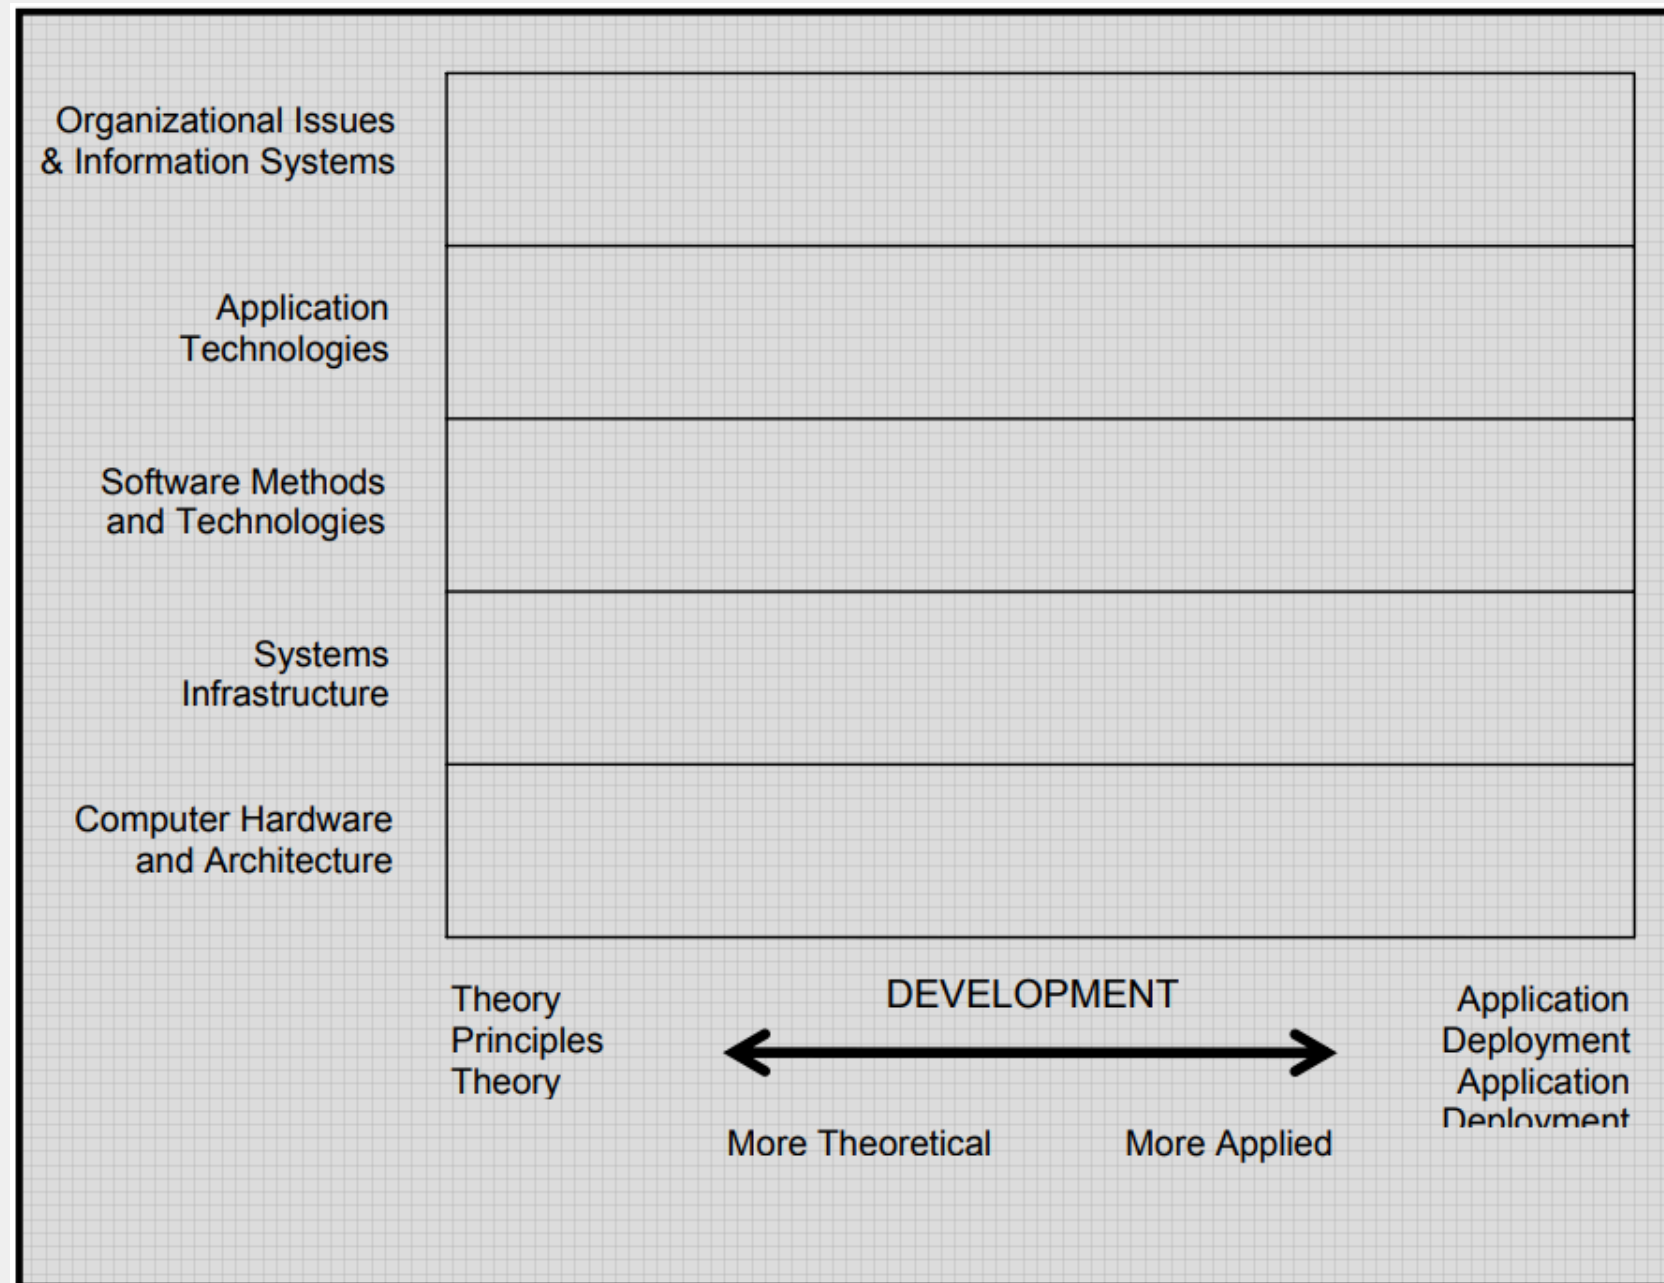 Organizational Issues
& Information Systems
Application
Technologies
Software Methods
and Technologies
Systems
Infrastructure
Computer Hardware
and Architecture
Theory
Principles
Theory
DEVELOPMENT
More Theoretical
More Applied
Application
Deployment
Application
Deployment